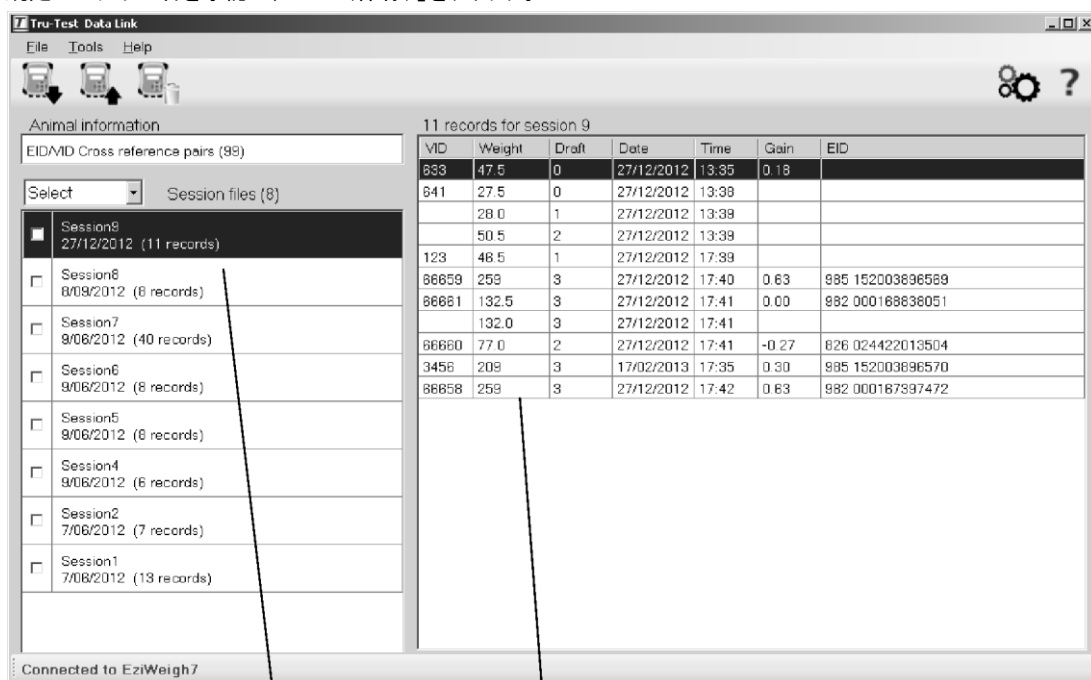 Tru-Test Data Link
File Tools Help
?
Animal information
EID/VID Cross reference pairs (99)
Select Session files (8)
Session9
27/12/2012 (11 records)
Session8
8/09/2012 (8 records)
Session7
9/06/2012 (40 records)
Session6
9/06/2012 (8 records)
Session5
9/06/2012 (8 records)
Session4
9/06/2012 (6 records)
Session2
7/06/2012 (7 records)
Session1
7/06/2012 (13 records)
11 records for session 9
VID Weight Draft Date Time Gain EID
633 47.5 0 27/12/2012 13:35 0.18
641 27.5 0 27/12/2012 13:38
28.0 1 27/12/2012 13:39
50.5 2 27/12/2012 13:39
123 46.5 1 27/12/2012 17:39
66659 259 3 27/12/2012 17:40 0.63 985 152003896569
66661 132.5 3 27/12/2012 17:41 0.00 982 000168838051
132.0 3 27/12/2012 17:41
66660 77.0 2 27/12/2012 17:41 -0.27 826 024422013504
3456 209 3 17/02/2013 17:35 0.30 985 152003896570
66658 259 3 27/12/2012 17:42 0.63 982 000167397472
Connected to EziWeigh7